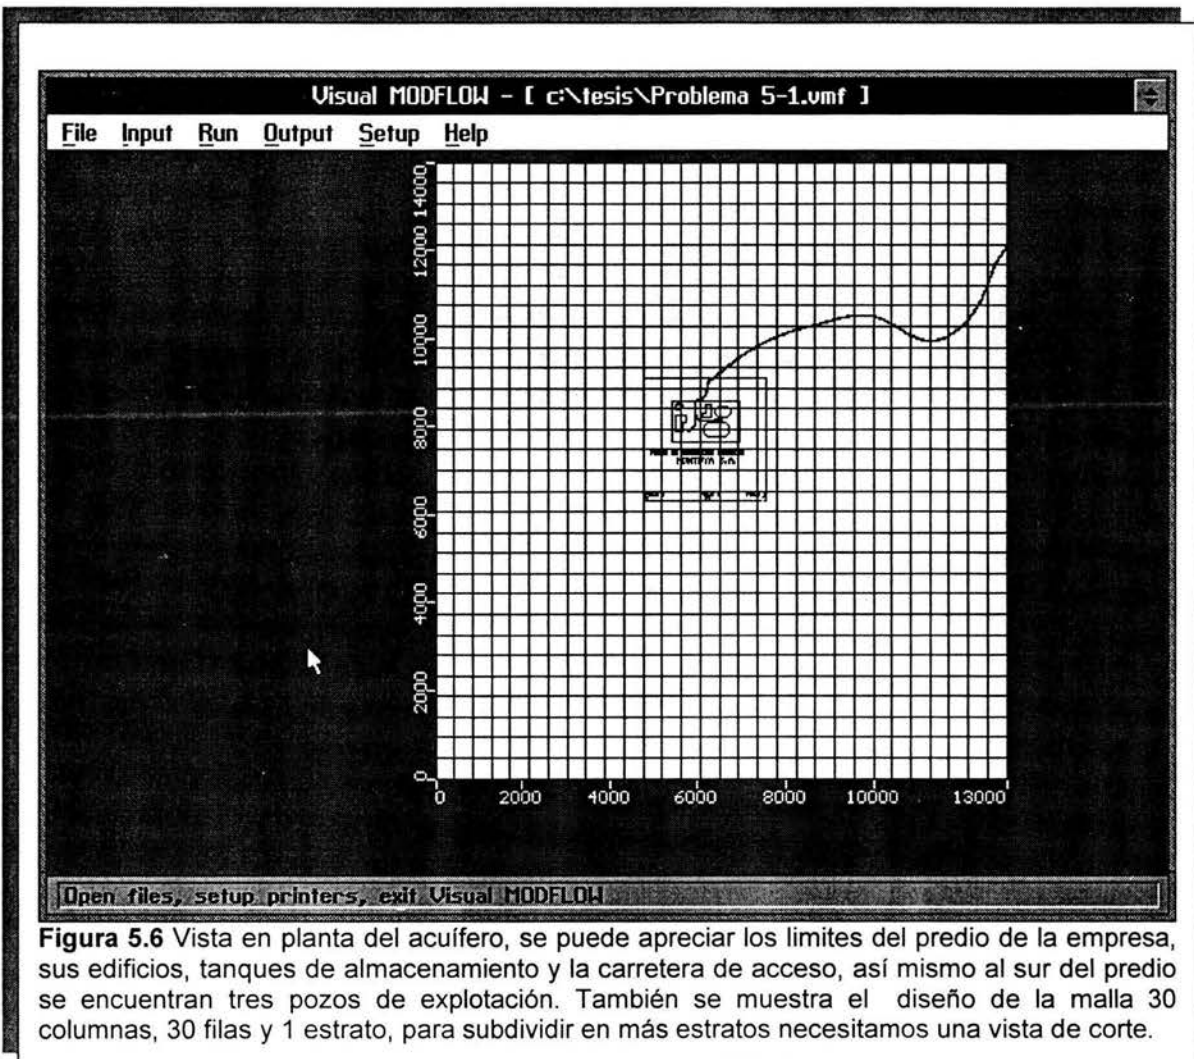 Visual MODFLOW - [ c:\tesis\Problema 5-1.vmf ]
File Input Run Output Setup Help
14000
12000
10000
8000
6000
4000
2000
0
0 2000 4000 6000 8000 10000 13000
Open files, setup printers, exit Visual MODFLOW
Figura 5.6 Vista en planta del acuífero, se puede apreciar los limites del predio de la empresa,
sus edificios, tanques de almacenamiento y la carretera de acceso, así mismo al sur del predio
se encuentran tres pozos de explotación. También se muestra el diseño de la malla 30
columnas, 30 filas y 1 estrato, para subdividir en más estratos necesitamos una vista de corte.